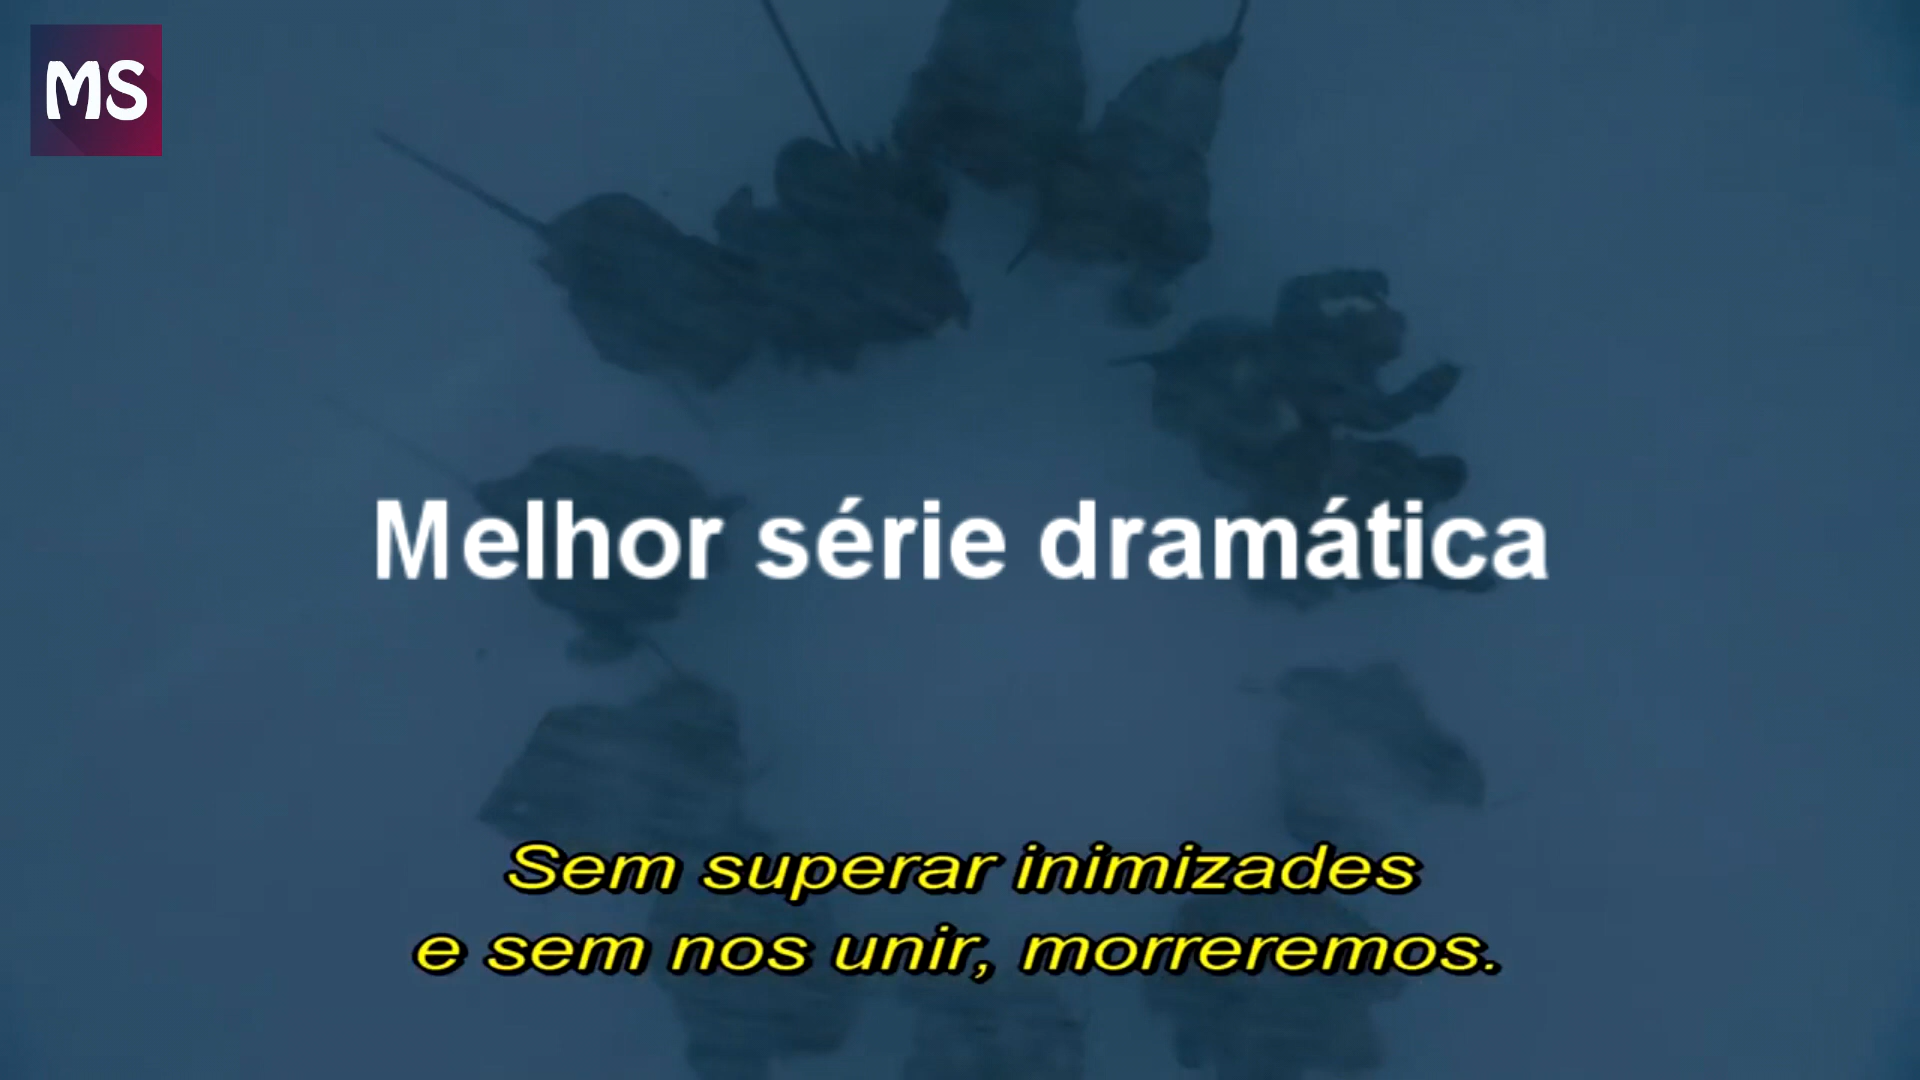 MS
Melhor série dramática
Sem superar inimizades
e sem nos unir, morreremos.